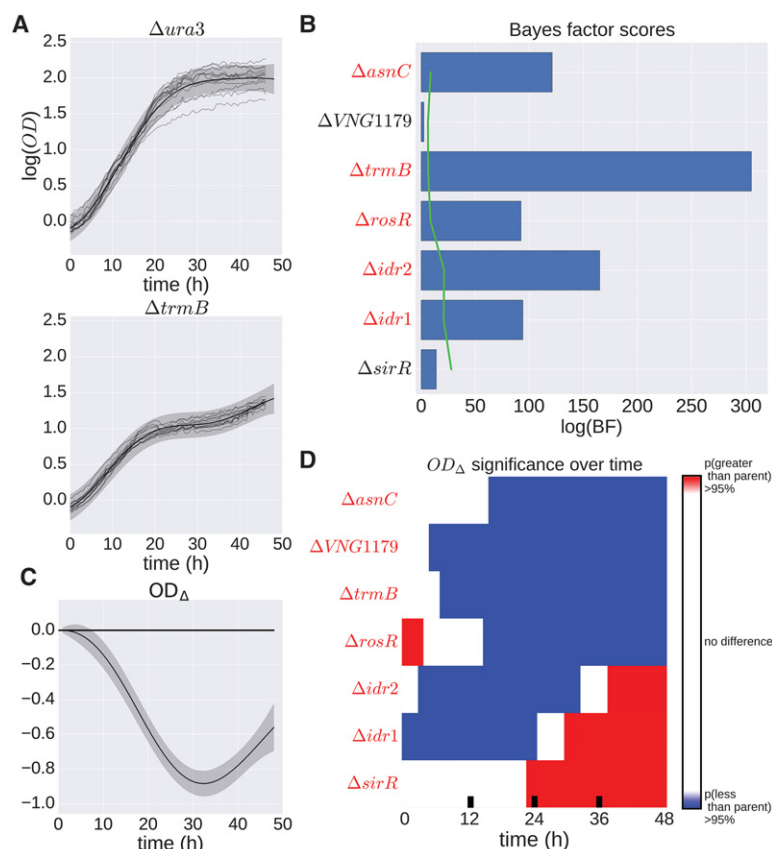 A
Δura3
log(OD)
2.5
2.0
1.5
1.0
0.5
0.0
0 10 20 30 40 50
time (h)
ΔtrmB
2.5
2.0
1.5
1.0
0.5
0.0
0 10 20 30 40 50
time (h)
B
Bayes factor scores
ΔasnC
ΔVNG1179
ΔtrmB
ΔrosR
Δidr2
Δidr1
ΔsirR
0 50 100 150 200 250 300
log(BF)
C
OD_Δ
0.0
−0.2
−0.4
−0.6
−0.8
−1.0
0 10 20 30 40 50
time (h)
D
OD_Δ significance over time
ΔasnC
ΔVNG1179
ΔtrmB
ΔrosR
Δidr2
Δidr1
ΔsirR
0 12 24 36 48
time (h)
p(greater
than parent)
>95%
no difference
p(less
than parent)
>95%